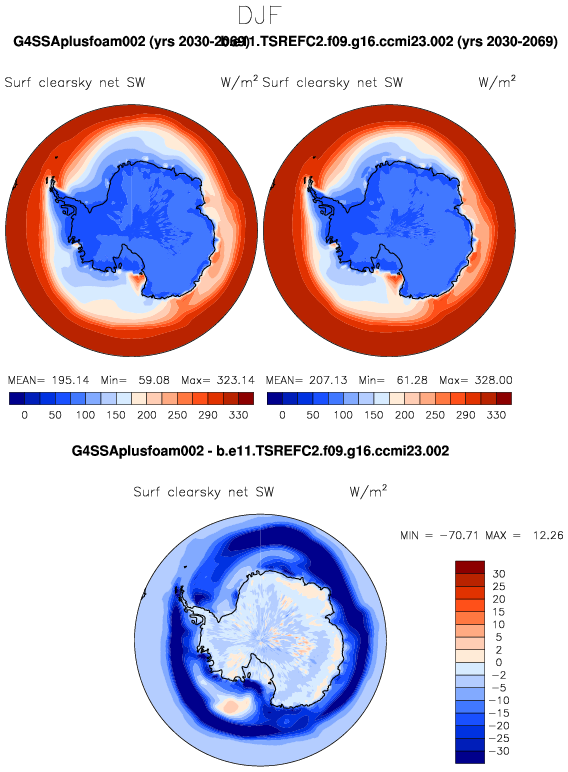 DJF
G4SSAplusfoam002 (yrs 2030-2069) b.e11.TSREFC2.f09.g16.ccmi23.002 (yrs 2030-2069)
Surf clearsky net SW W/m² Surf clearsky net SW W/m²
MEAN= 195.14 Min= 59.08 Max= 323.14 MEAN= 207.13 Min= 61.28 Max= 328.00
0 50 100 150 200 250 290 330 0 50 100 150 200 250 290 330
G4SSAplusfoam002 - b.e11.TSREFC2.f09.g16.ccmi23.002
Surf clearsky net SW W/m²
MIN = -70.71 MAX = 12.26
30
25
20
15
10
5
2
0
-2
-5
-10
-15
-20
-25
-30